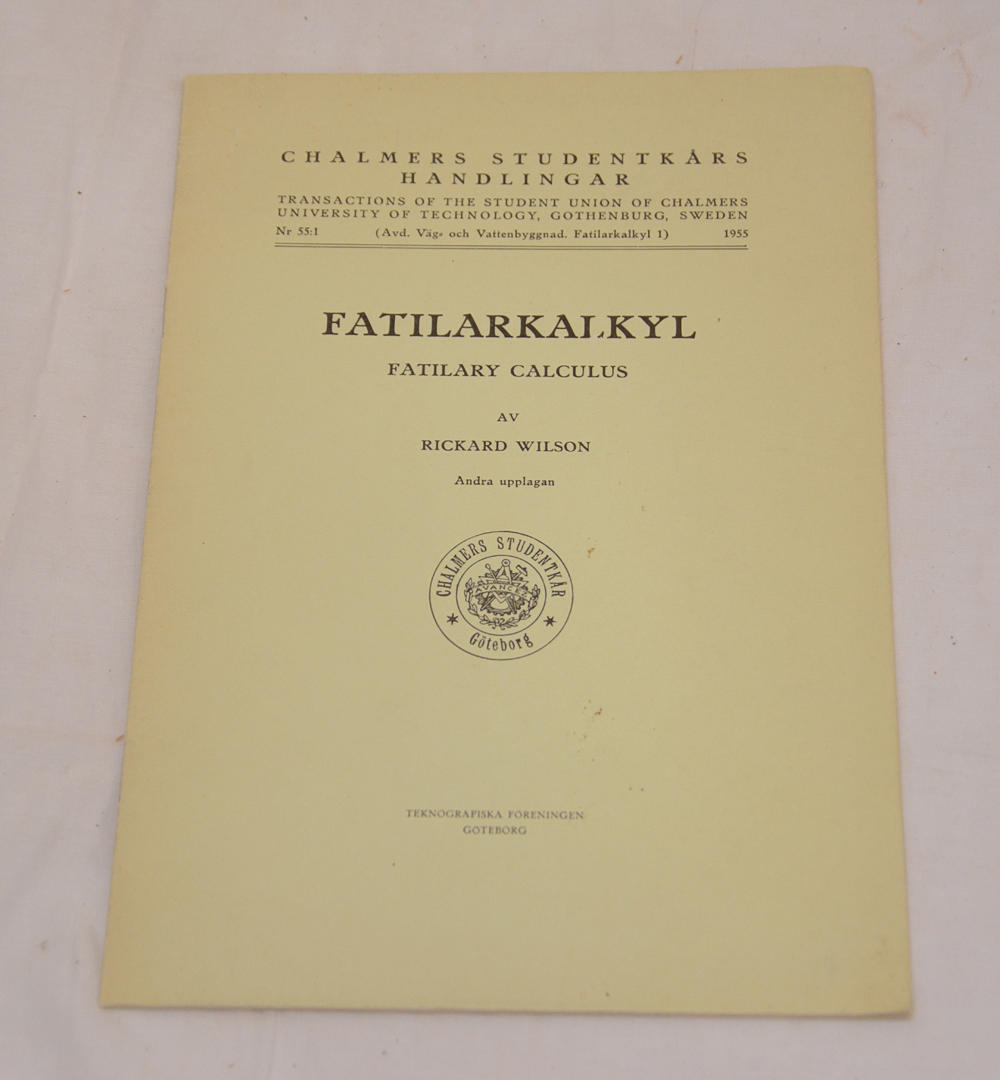 CHALMERS STUDENTKÅRS
HANDLINGAR
TRANSACTIONS OF THE STUDENT UNION OF CHALMERS
UNIVERSITY OF TECHNOLOGY, GOTHENBURG, SWEDEN
Nr 55:1 (Avd. Väg- och Vattenbyggnad. Fatilarkalkyl 1) 1955
FATILARKALKYL
FATILARY CALCULUS
AV
RICKARD WILSON
Andra upplagan
CHALMERS STUDENTKÅR
AVANCEZ
Göteborg
TEKNOGRAFISKA FÖRENINGEN
GÖTEBORG